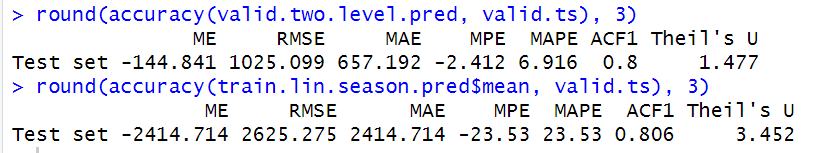 > round(accuracy(valid.two.level.pred, valid.ts), 3)
ME RMSE MAE MPE MAPE ACF1 Theil's U
Test set -144.841 1025.099 657.192 -2.412 6.916 0.8 1.477
> round(accuracy(train.lin.season.pred$mean, valid.ts), 3)
ME RMSE MAE MPE MAPE ACF1 Theil's U
Test set -2414.714 2625.275 2414.714 -23.53 23.53 0.806 3.452